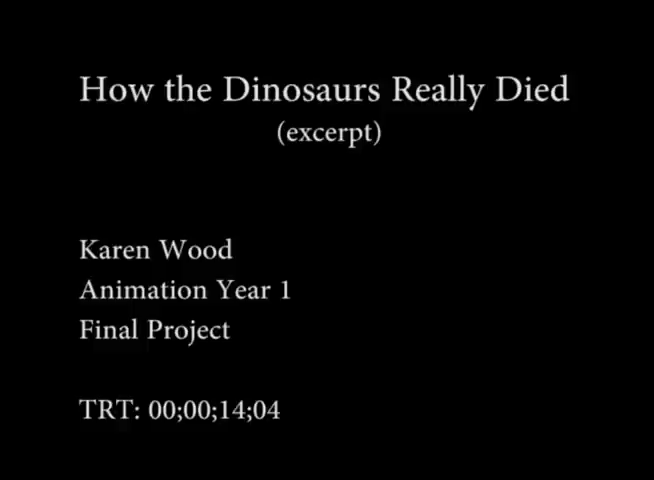 How the Dinosaurs Really Died
(excerpt)
Karen Wood
Animation Year 1
Final Project
TRT: 00;00;14;04